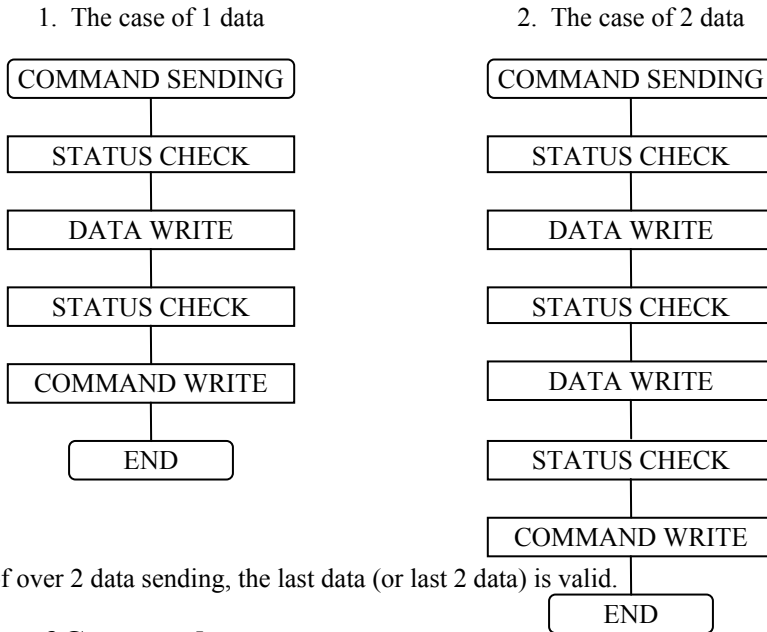 1. The case of 1 data
COMMAND SENDING
STATUS CHECK
DATA WRITE
STATUS CHECK
COMMAND WRITE
END
2. The case of 2 data
COMMAND SENDING
STATUS CHECK
DATA WRITE
STATUS CHECK
DATA WRITE
STATUS CHECK
COMMAND WRITE
END
f over 2 data sending, the last data (or last 2 data) is valid.